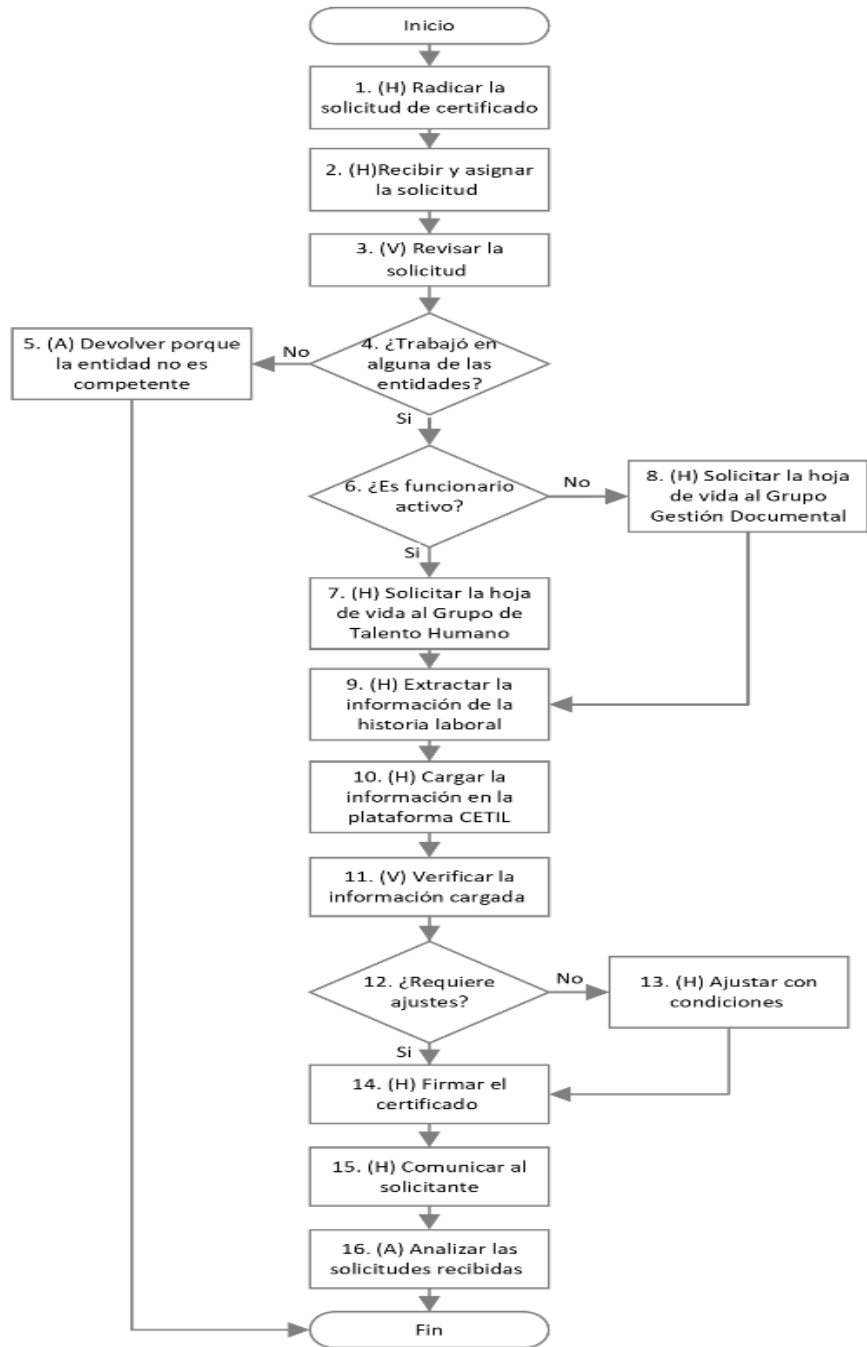 Inicio
1. (H) Radicar la
solicitud de certificado
2. (H)Recibir y asignar
la solicitud
3. (V) Revisar la
solicitud
4. ¿Trabajó en
alguna de las
entidades?
No
5. (A) Devolver porque
la entidad no es
competente
Si
6. ¿Es funcionario
activo?
No
8. (H) Solicitar la hoja
de vida al Grupo
Gestión Documental
Si
7. (H) Solicitar la hoja
de vida al Grupo de
Talento Humano
9. (H) Extractar la
información de la
historia laboral
10. (H) Cargar la
información en la
plataforma CETIL
11. (V) Verificar la
información cargada
12. ¿Requiere
ajustes?
No
13. (H) Ajustar con
condiciones
Si
14. (H) Firmar el
certificado
15. (H) Comunicar al
solicitante
16. (A) Analizar las
solicitudes recibidas
Fin